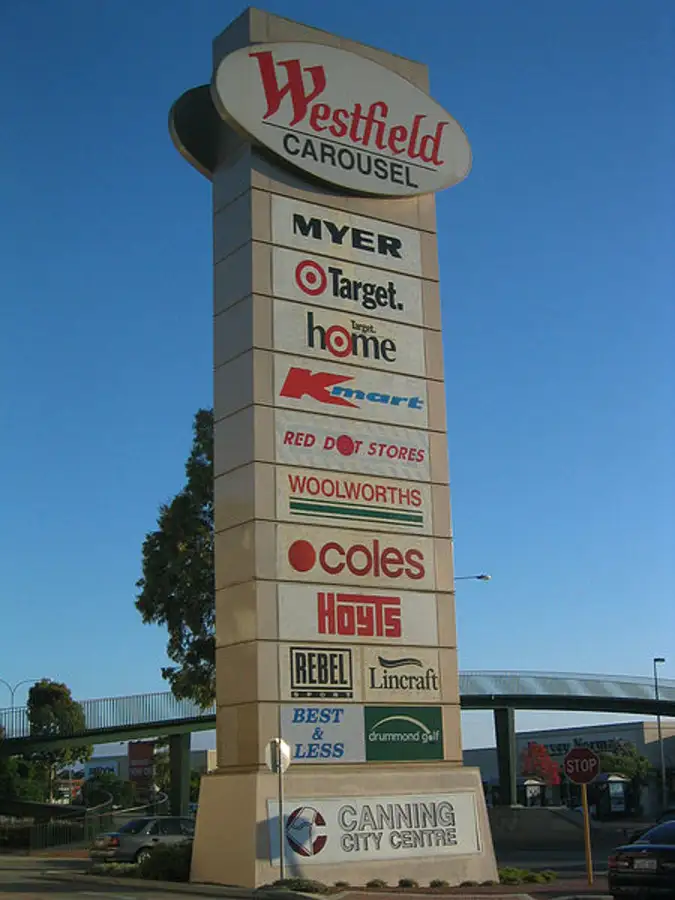 Westfield
CAROUSEL
MYER
Target.
Target.
home
Kmart
RED DOT STORES
WOOLWORTHS
coles
HOYTS
REBEL
SPORT
Lincraft
BEST
&
LESS
drummond golf
CANNING
CITY CENTRE
STOP